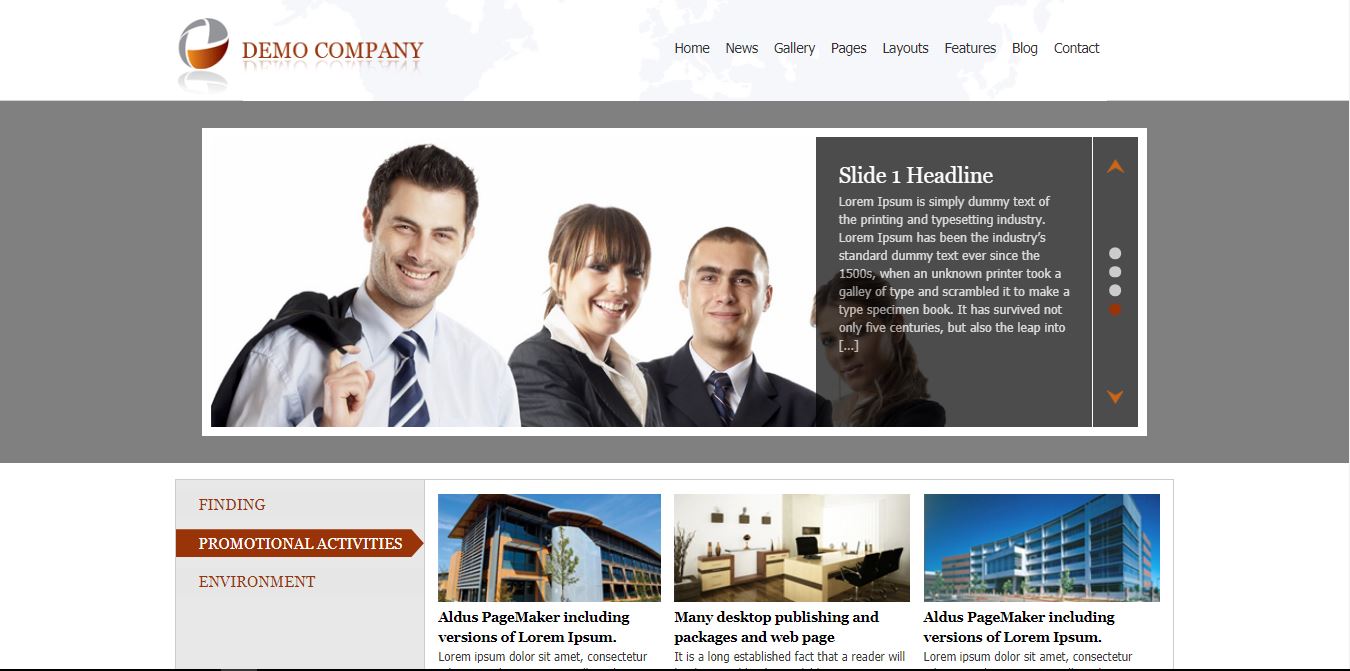 DEMO COMPANY
Home News Gallery Pages Layouts Features Blog Contact
Slide 1 Headline
Lorem Ipsum is simply dummy text of
the printing and typesetting industry.
Lorem Ipsum has been the industry's
standard dummy text ever since the
1500s, when an unknown printer took a
galley of type and scrambled it to make a
type specimen book. It has survived not
only five centuries, but also the leap into
[...]
FINDING
PROMOTIONAL ACTIVITIES
ENVIRONMENT
Aldus PageMaker including
versions of Lorem Ipsum.
Lorem ipsum dolor sit amet, consectetur
Many desktop publishing and
packages and web page
It is a long established fact that a reader will
Aldus PageMaker including
versions of Lorem Ipsum.
Lorem ipsum dolor sit amet, consectetur